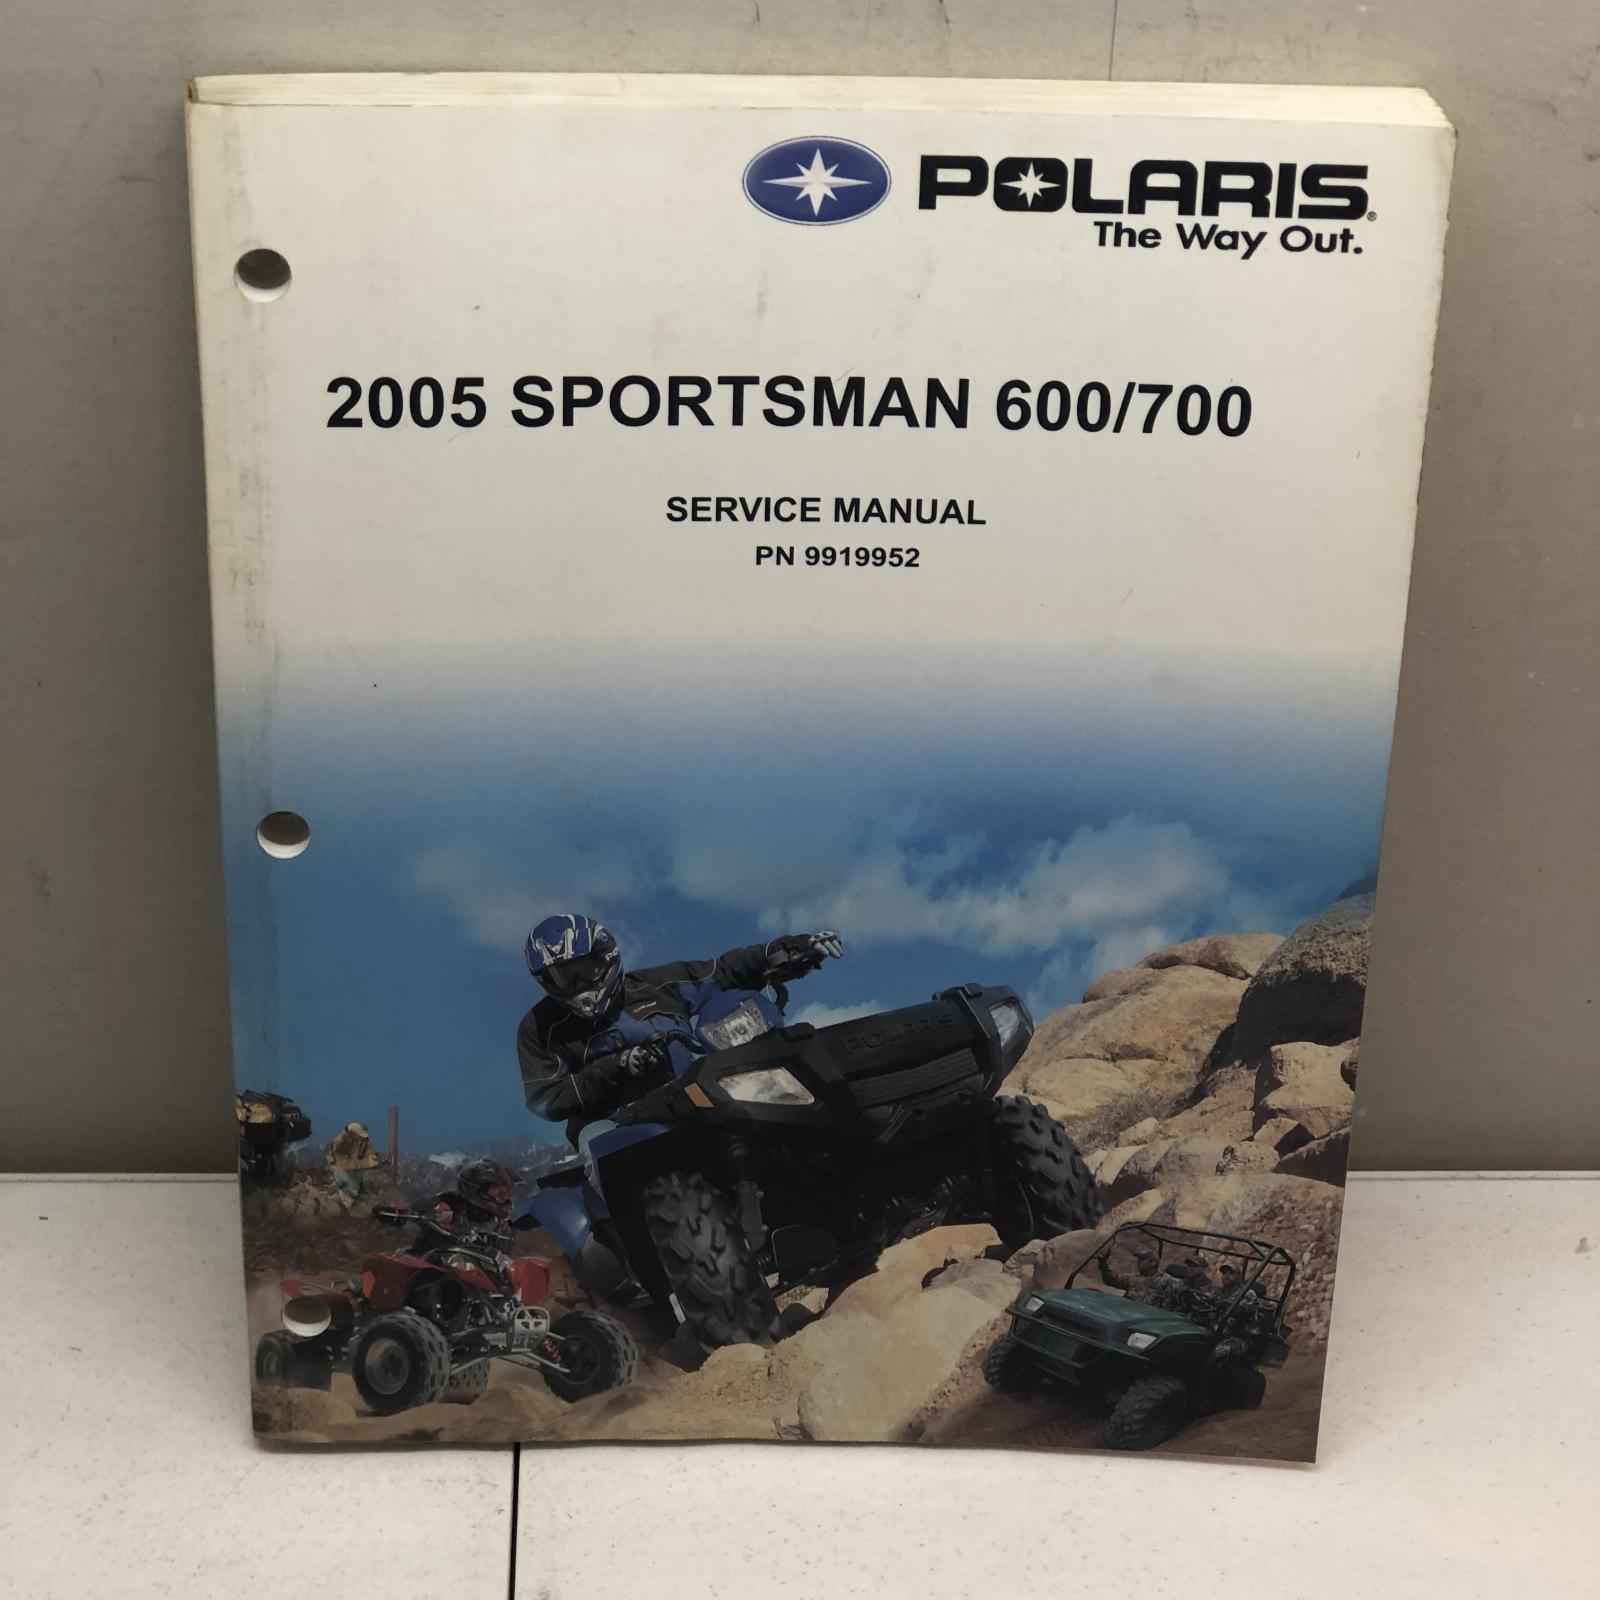 POLARIS®
The Way Out.
2005 SPORTSMAN 600/700
SERVICE MANUAL
PN 9919952
POLARIS